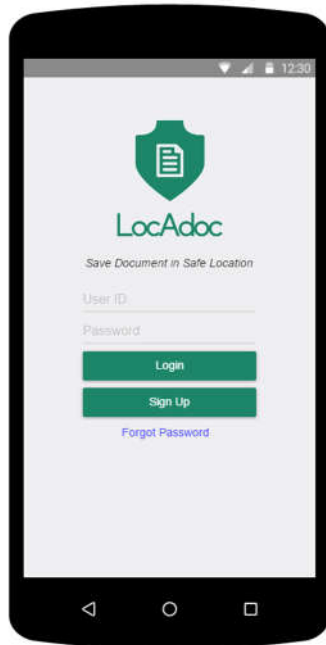 12:30
LocAdoc
Save Document in Safe Location
User ID
Password
Login
Sign Up
Forgot Password